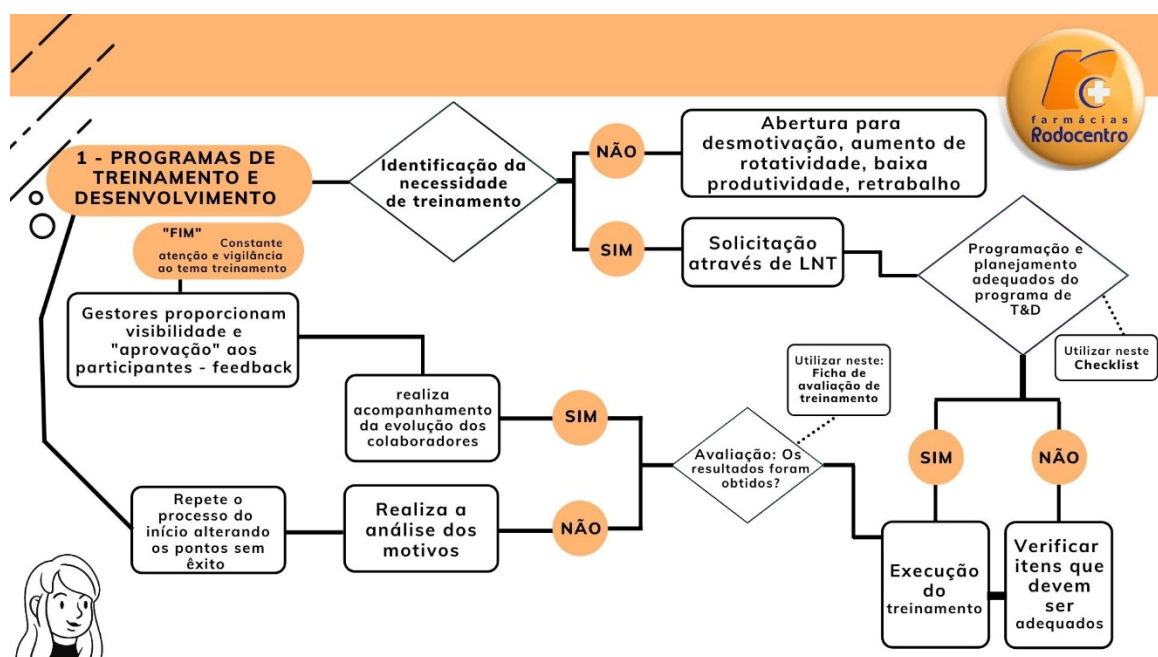 farmácias
Rodocentro
1 - PROGRAMAS DE
TREINAMENTO E
DESENVOLVIMENTO
Identificação da
necessidade
de treinamento
NÃO
Abertura para
desmotivação, aumento de
rotatividade, baixa
produtividade, retrabalho
SIM
Solicitação
através de LNT
Programação e
planejamento
adequados do
programa de
T&D
Utilizar neste
Checklist
"FIM"
Constante
atenção e vigilância
ao tema treinamento
Gestores proporcionam
visibilidade e
"aprovação" aos
participantes - feedback
realiza
acompanhamento
da evolução dos
colaboradores
SIM
Utilizar neste:
Ficha de
avaliação de
treinamento
Avaliação: Os
resultados foram
obtidos?
SIM
NÃO
Repete o
processo do
início alterando
os pontos sem
êxito
Realiza a
análise dos
motivos
NÃO
Execução
do
treinamento
Verificar
itens que
devem
ser
adequados